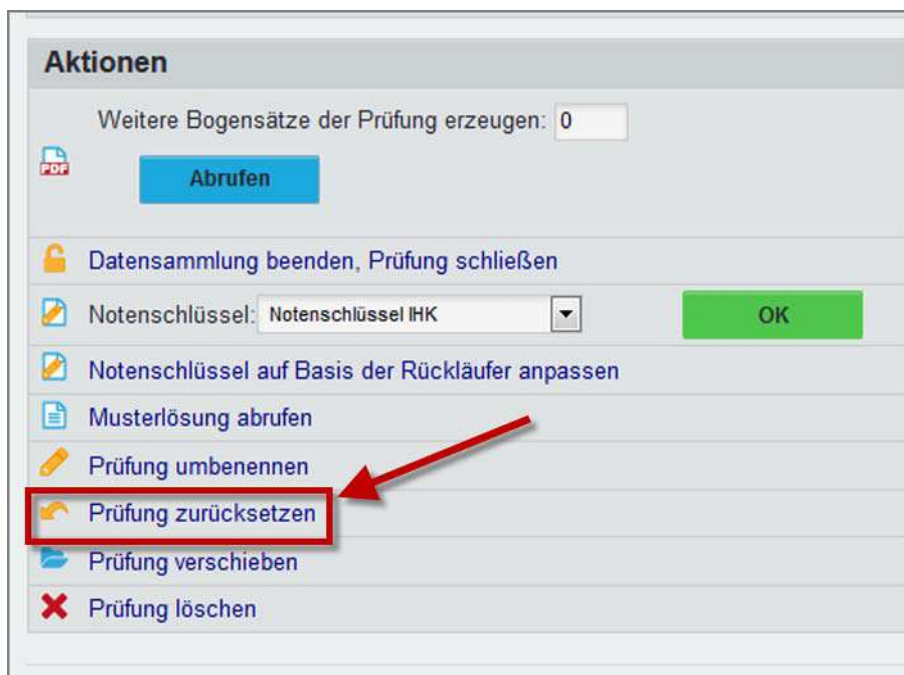 Aktionen
Weitere Bogensätze der Prüfung erzeugen: 0
PDF
Abrufen
Datensammlung beenden, Prüfung schließen
Notenschlüssel: Notenschlüssel IHK OK
Notenschlüssel auf Basis der Rückläufer anpassen
Musterlösung abrufen
Prüfung umbenennen
Prüfung zurücksetzen
Prüfung verschieben
Prüfung löschen